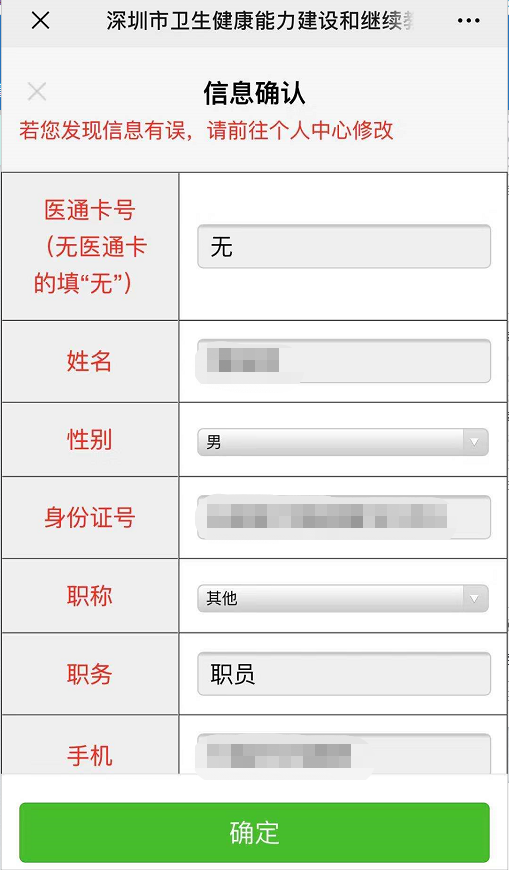 深圳市卫生健康能力建设和继续
信息确认
若您发现信息有误，请前往个人中心修改
医通卡号
（无医通卡
的填“无”）
无
姓名
性别
男
身份证号
职称
其他
职务
职员
手机
确定